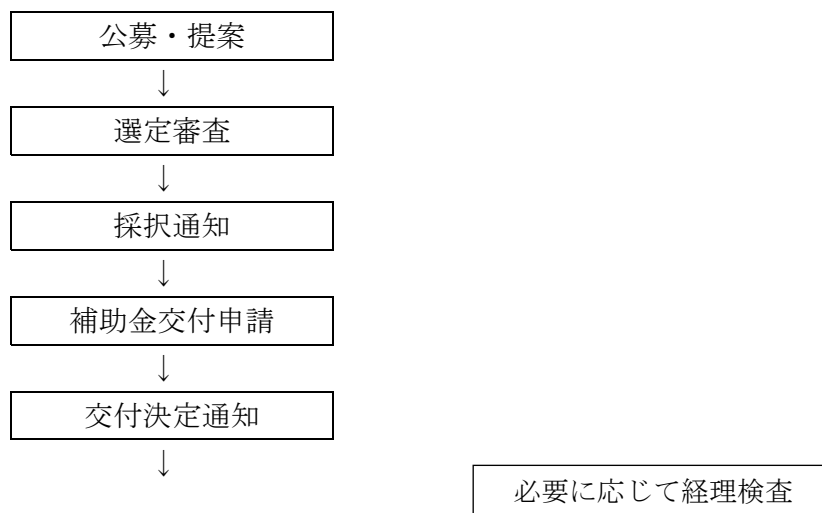 公募・提案
↓
選定審査
↓
採択通知
↓
補助金交付申請
↓
交付決定通知
↓
必要に応じて経理検査